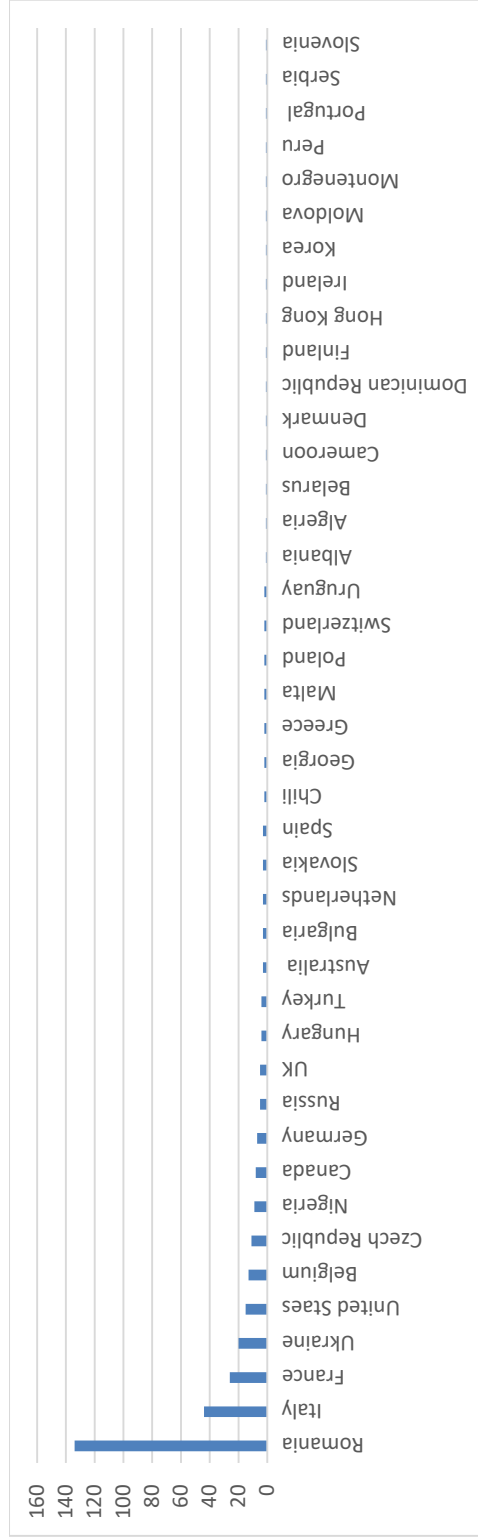 160
140
120
100
80
60
40
20
0
Romania
Italy
France
Ukraine
United Staes
Belgium
Czech Republic
Nigeria
Canada
Germany
Russia
UK
Hungary
Turkey
Australia
Bulgaria
Netherlands
Slovakia
Spain
Chili
Georgia
Greece
Malta
Poland
Switzerland
Uruguay
Albania
Algeria
Belarus
Cameroon
Denmark
Dominican Republic
Finland
Hong Kong
Ireland
Korea
Moldova
Montenegro
Peru
Portugal
Serbia
Slovenia